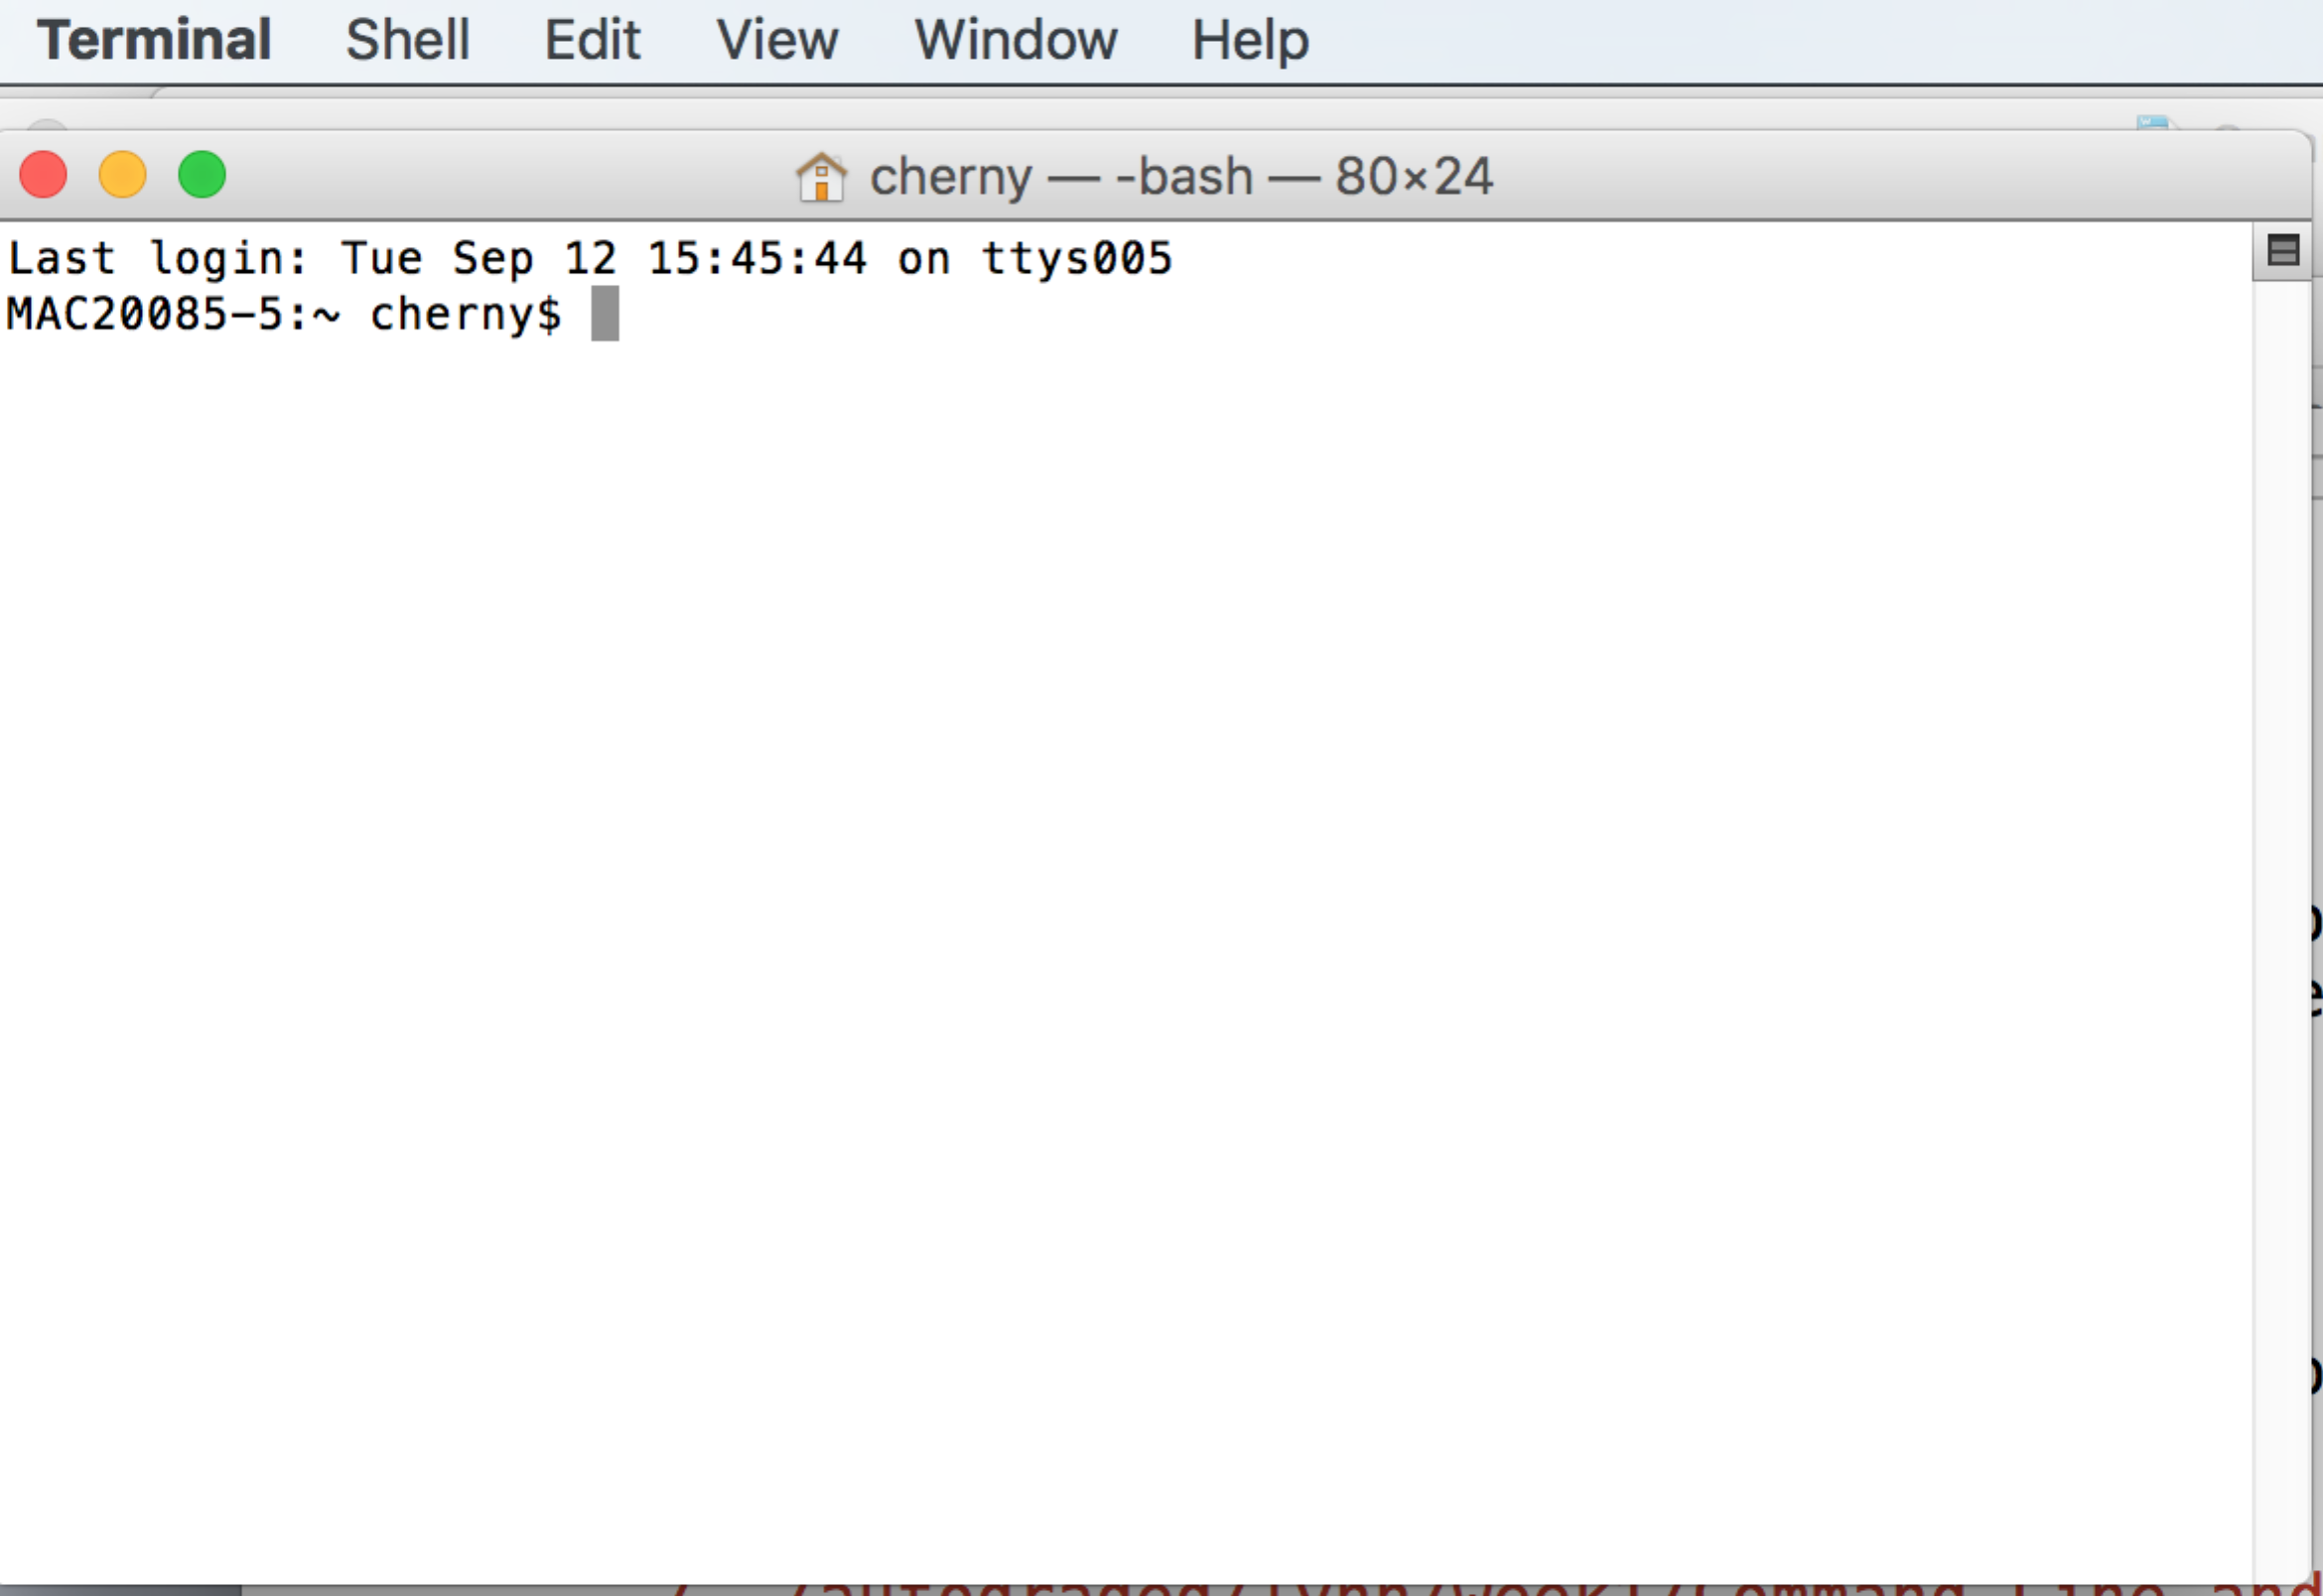 Terminal Shell Edit View Window Help
cherny — -bash — 80×24
Last login: Tue Sep 12 15:45:44 on ttys005
MAC20085-5:~ cherny$